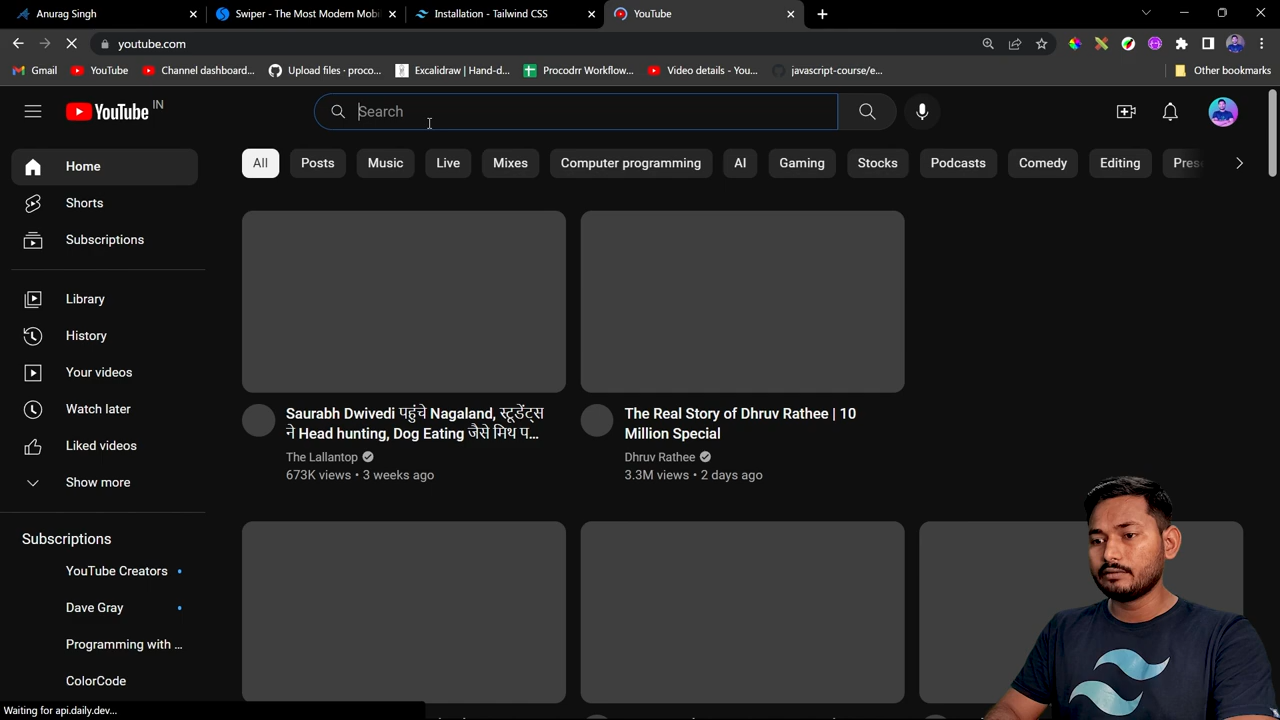 Anurag Singh
Swiper - The Most Modern Mobi
Installation - Tailwind CSS
YouTube
youtube.com
Gmail
YouTube
Channel dashboard...
Upload files · proco...
Excalidraw | Hand-d...
Procodrr Workflow...
Video details - You...
javascript-course/e...
Other bookmarks
YouTube IN
Search
All
Posts
Music
Live
Mixes
Computer programming
AI
Gaming
Stocks
Podcasts
Comedy
Editing
Home
Shorts
Subscriptions
Library
History
Your videos
Watch later
Liked videos
Show more
Subscriptions
YouTube Creators
Dave Gray
Programming with ...
ColorCode
Saurabh Dwivedi पहुंचे Nagaland, स्टूडेंट्स
ने Head hunting, Dog Eating जैसे मिथ प...
The Lallantop
673K views • 3 weeks ago
The Real Story of Dhruv Rathee | 10
Million Special
Dhruv Rathee
3.3M views • 2 days ago
Waiting for api.daily.dev...